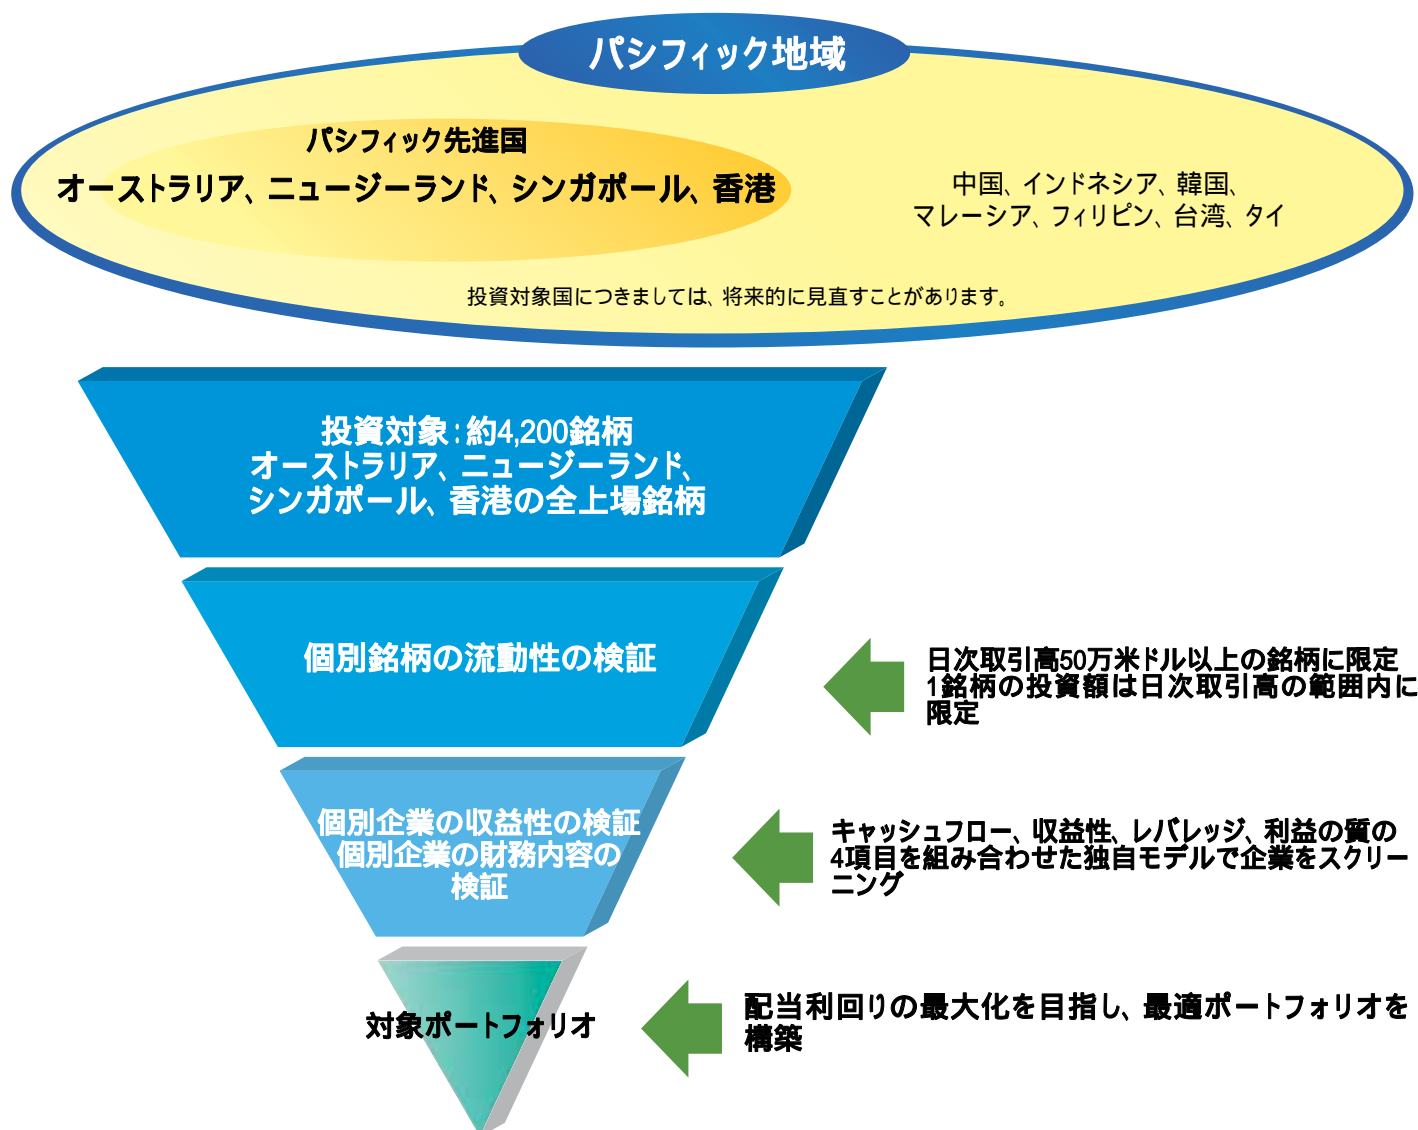 パシフィック地域
パシフィック先進国
オーストラリア、ニュージーランド、シンガポール、香港
中国、インドネシア、韓国、
マレーシア、フィリピン、台湾、タイ
投資対象国につきましては、将来的に見直すことがあります。
投資対象：約4,200銘柄
オーストラリア、ニュージーランド、
シンガポール、香港の全上場銘柄
個別銘柄の流動性の検証
日次取引高50万米ドル以上の銘柄に限定
1銘柄の投資額は日次取引高の範囲内に
限定
個別企業の収益性の検証
個別企業の財務内容の
検証
キャッシュフロー、収益性、レバレッジ、利益の質の
4項目を組み合わせた独自モデルで企業をスクリー
ニング
対象ポートフォリオ
配当利回りの最大化を目指し、最適ポートフォリオを
構築